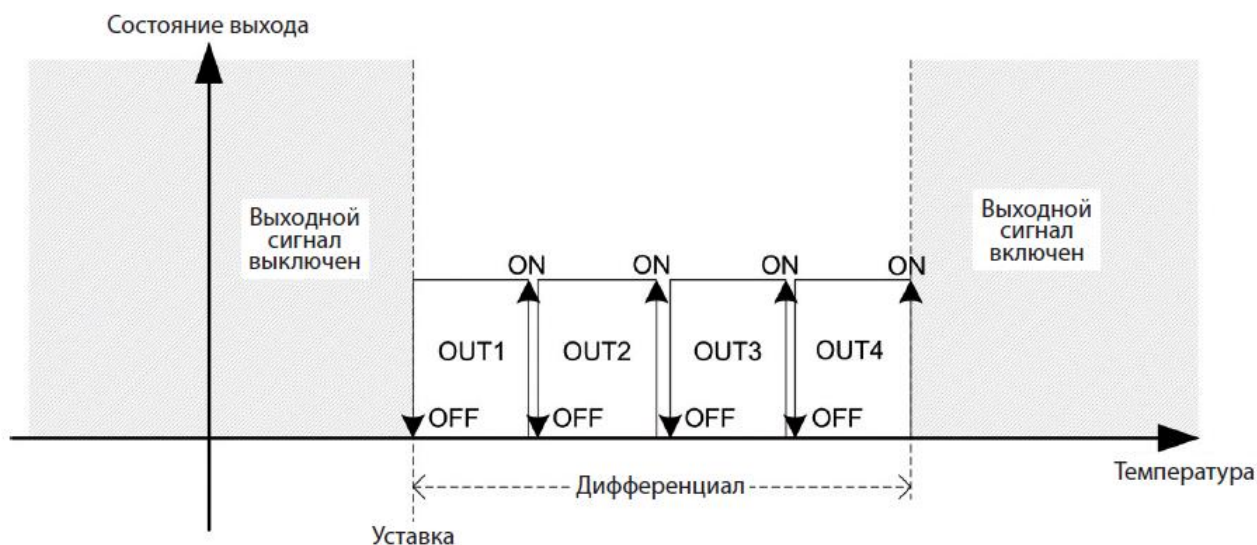 Состояние выхода
Выходной
сигнал
выключен
Выходной
сигнал
включен
ON
ON
ON
ON
OUT1
OUT2
OUT3
OUT4
OFF
OFF
OFF
OFF
Температура
Дифференциал
Уставка